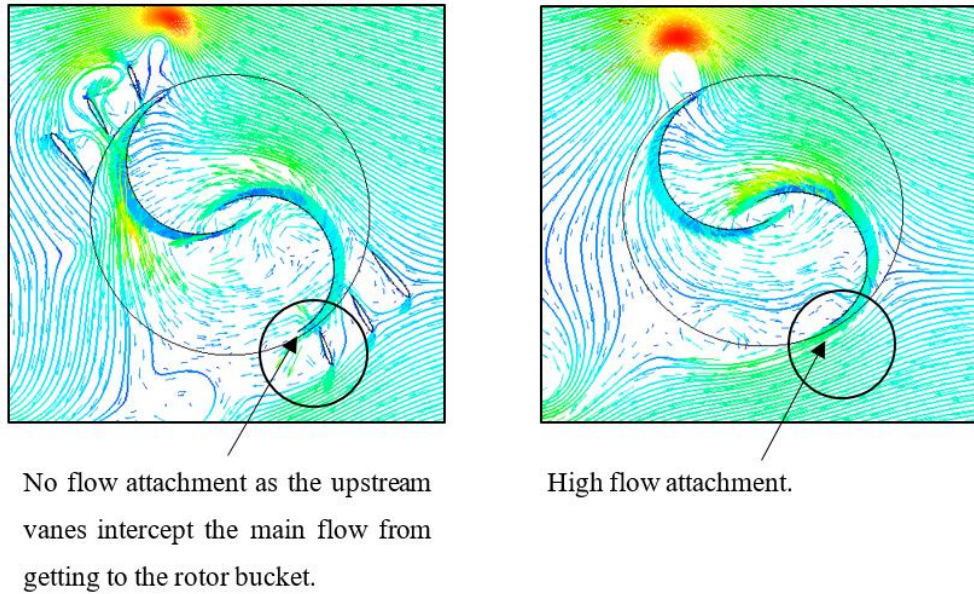 No flow attachment as the upstream
vanes intercept the main flow from
getting to the rotor bucket.
High flow attachment.